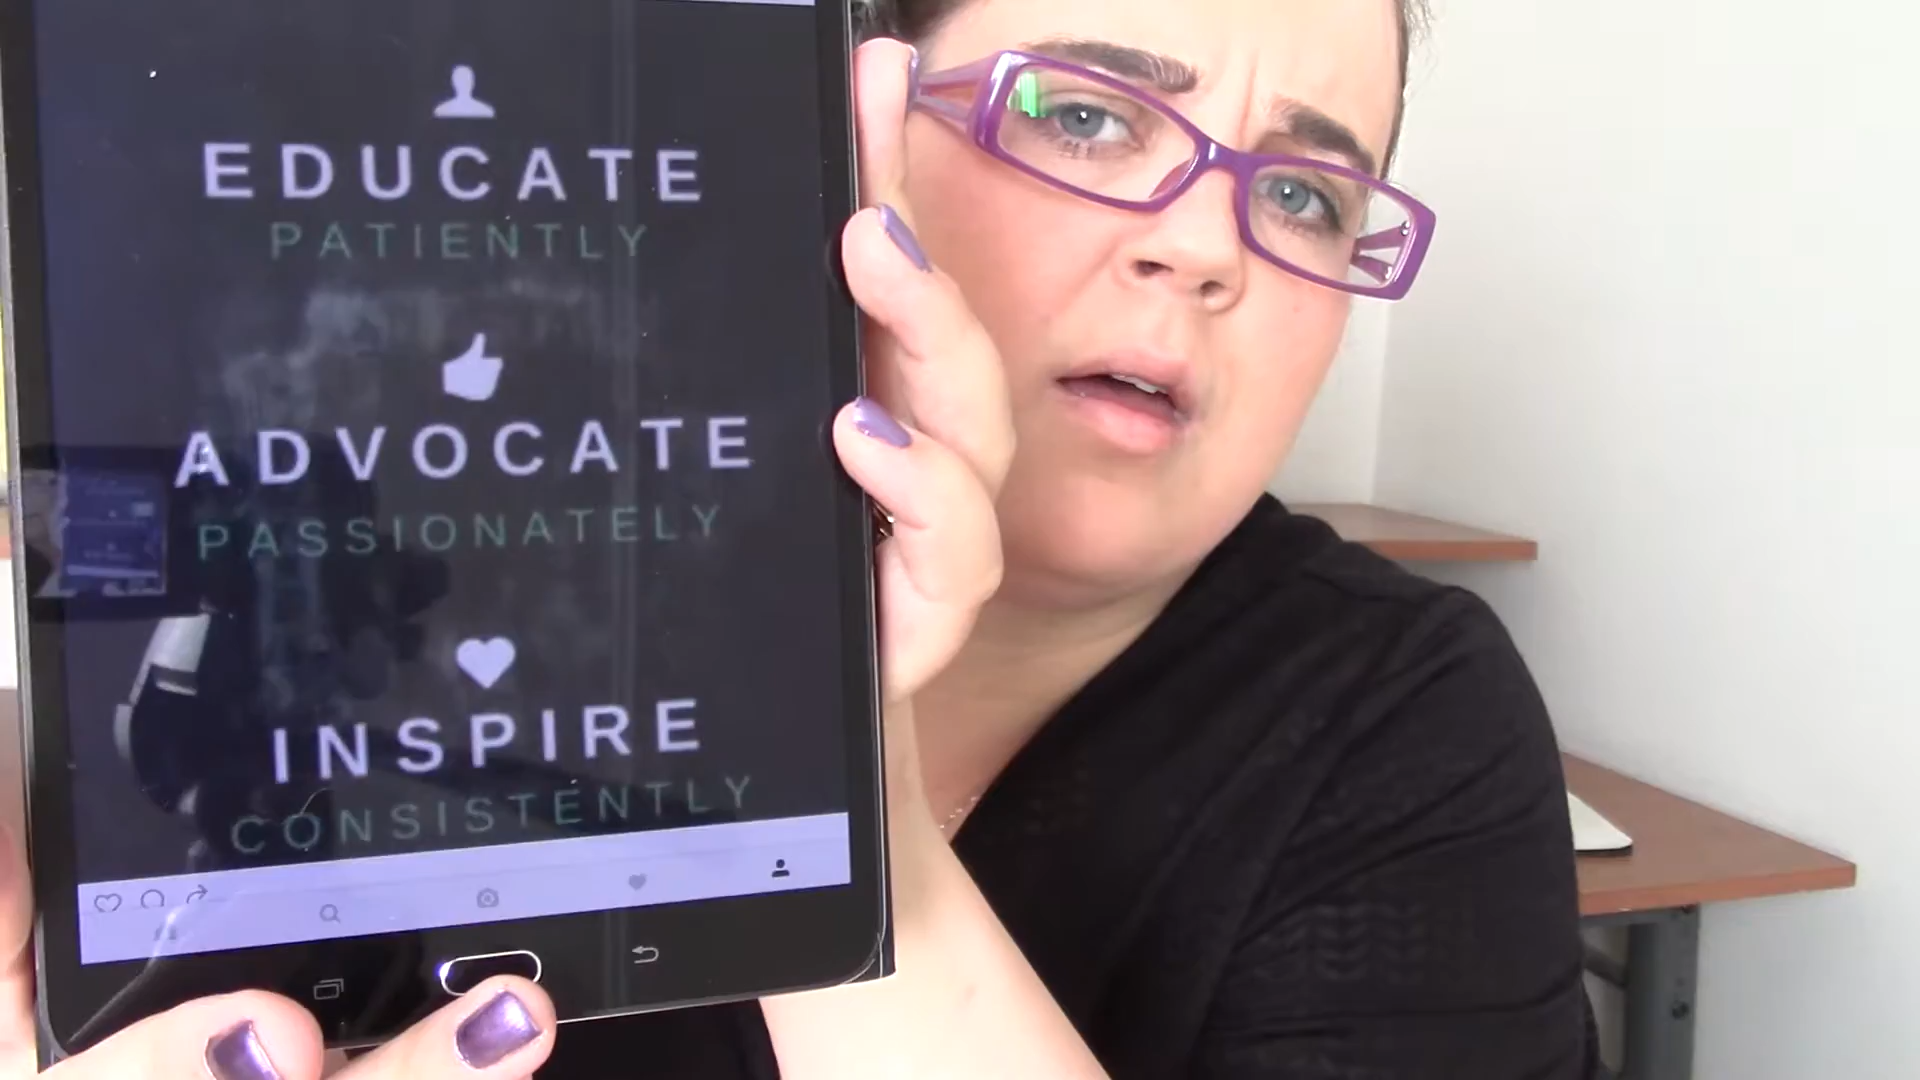 EDUCATE
PATIENTLY
ADVOCATE
PASSIONATELY
INSPIRE
CONSISTENTLY